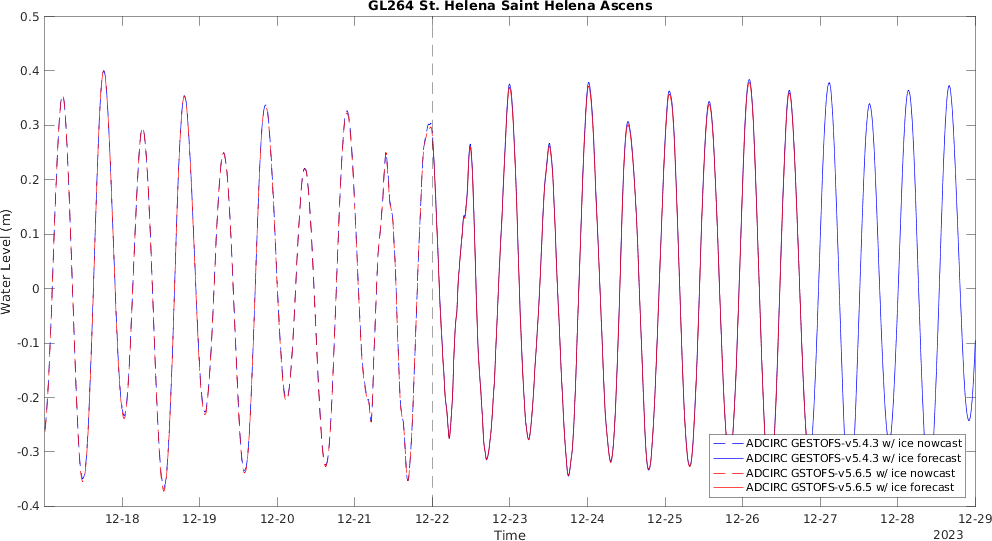 GL264 St. Helena Saint Helena Ascens
0.5
0.4
0.3
0.2
0.1
0
-0.1
-0.2
-0.3
-0.4
Water Level (m)
ADCIRC GESTOFS-v5.4.3 w/ ice nowcast
ADCIRC GESTOFS-v5.4.3 w/ ice forecast
ADCIRC GSTOFS-v5.6.5 w/ ice nowcast
ADCIRC GSTOFS-v5.6.5 w/ ice forecast
12-18 12-19 12-20 12-21 12-22 12-23 12-24 12-25 12-26 12-27 12-28 12-29
Time
2023